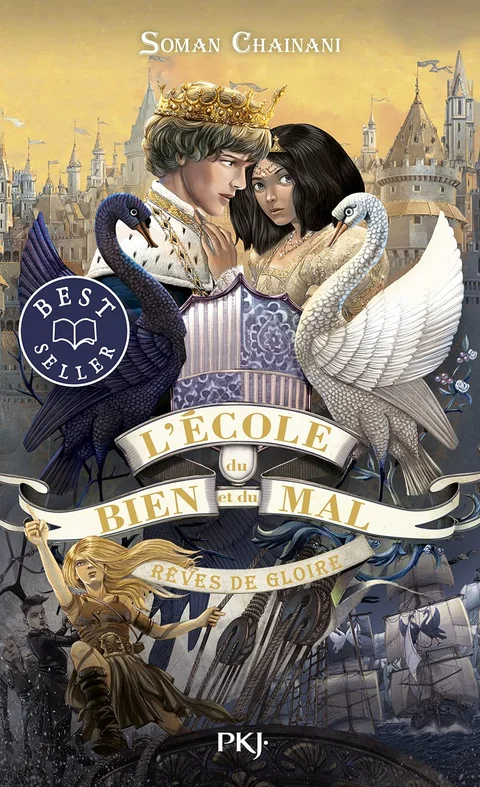 SOMAN CHAINANI
BEST
SELLER
L'ÉCOLE
du
BIEN et du MAL
RÊVES DE GLOIRE
PKJ.